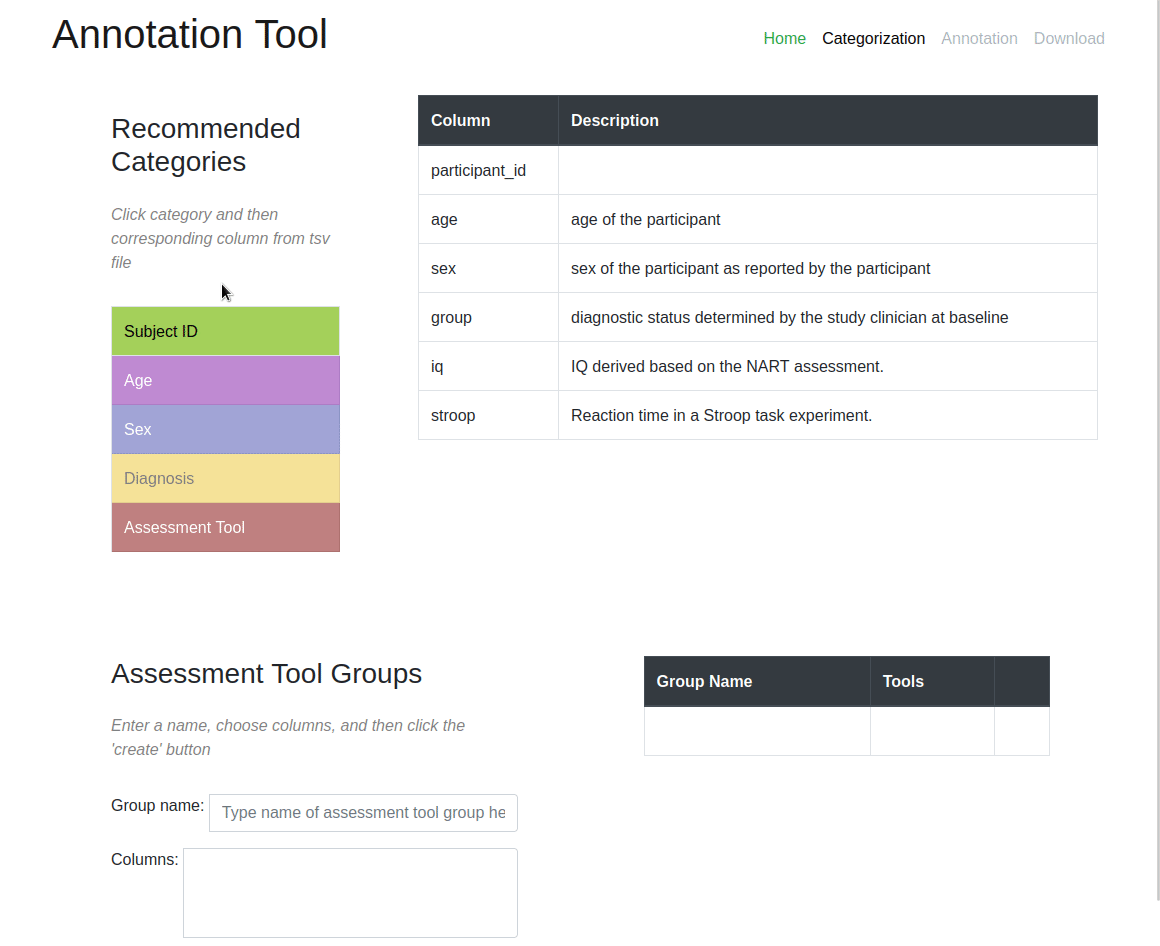 Annotation Tool
Home Categorization Annotation Download
Recommended
Categories
Click category and then
corresponding column from tsv
file
Subject ID
Age
Sex
Diagnosis
Assessment Tool
Column Description
participant_id
age age of the participant
sex sex of the participant as reported by the participant
group diagnostic status determined by the study clinician at baseline
iq IQ derived based on the NART assessment.
stroop Reaction time in a Stroop task experiment.
Assessment Tool Groups
Enter a name, choose columns, and then click the
'create' button
Group name: Type name of assessment tool group he
Columns:
Group Name Tools